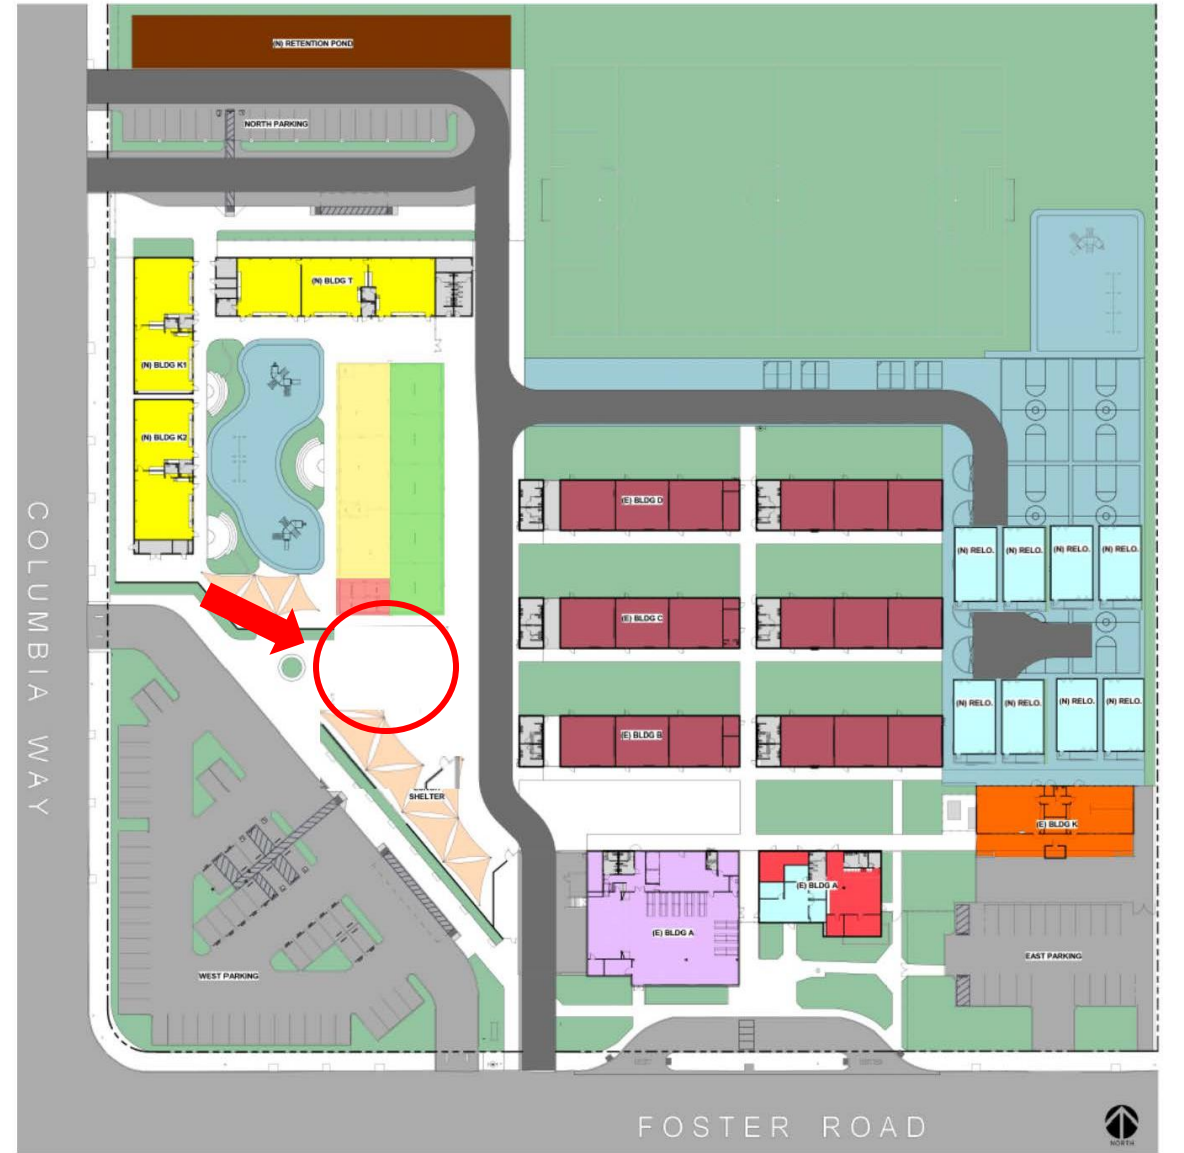 (N) RETENTION POND
NORTH PARKING
(N) BLDG T
(N) BLDG K1
(N) BLDG K2
(E) BLDG D
(E) BLDG C
(E) BLDG B
(N) RELO.
(N) RELO.
(N) RELO.
(N) RELO.
(N) RELO.
(N) RELO.
(N) RELO.
(N) RELO.
COLUMBIA WAY
SHELTER
(E) BLDG K
(E) BLDG A
(E) BLDG A
WEST PARKING
EAST PARKING
FOSTER ROAD
NORTH